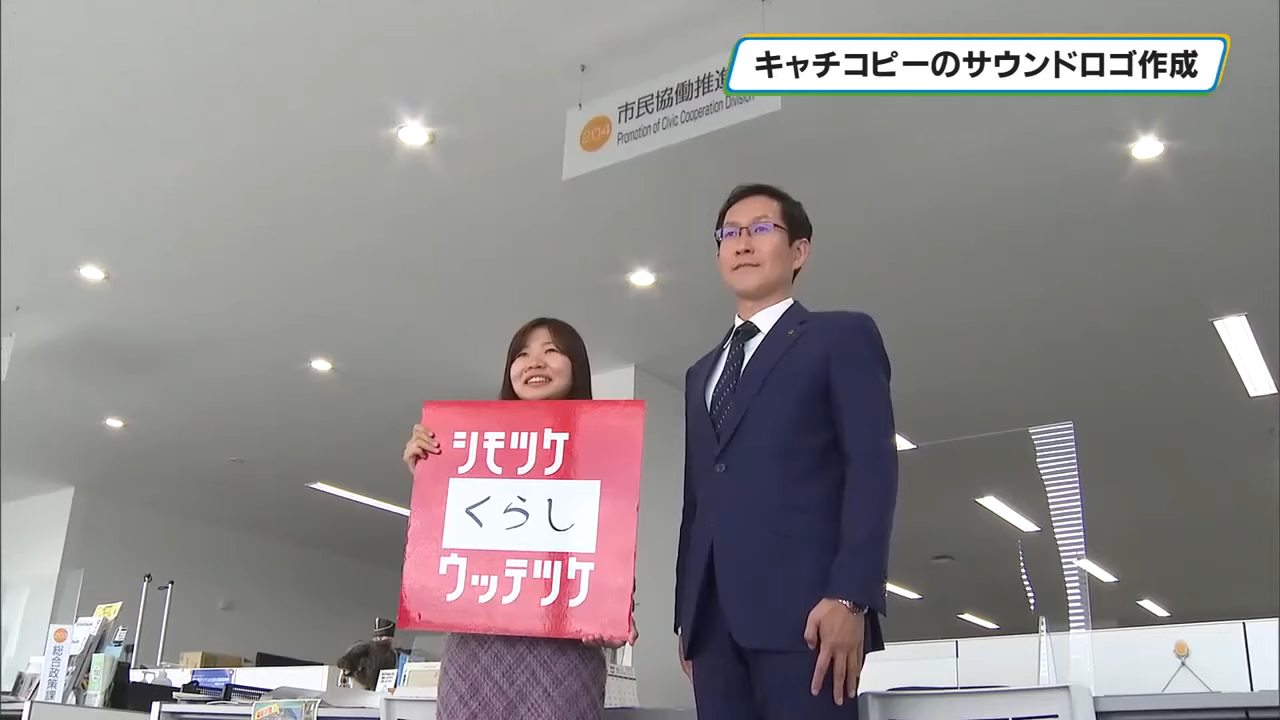 キャチコピーのサウンドロゴ作成
204 市民協働推進
Promotion of Civic Cooperation Division
シモツケ
くらし
ウッテツケ
総合政策課